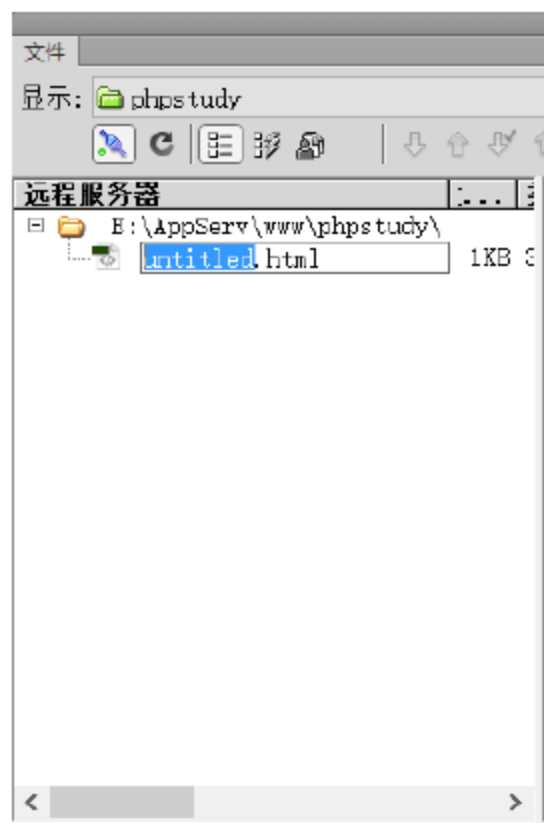 文件
显示: phpstudy
远程服务器
E:\AppServ\www\phpstudy\
untitled.html 1KB